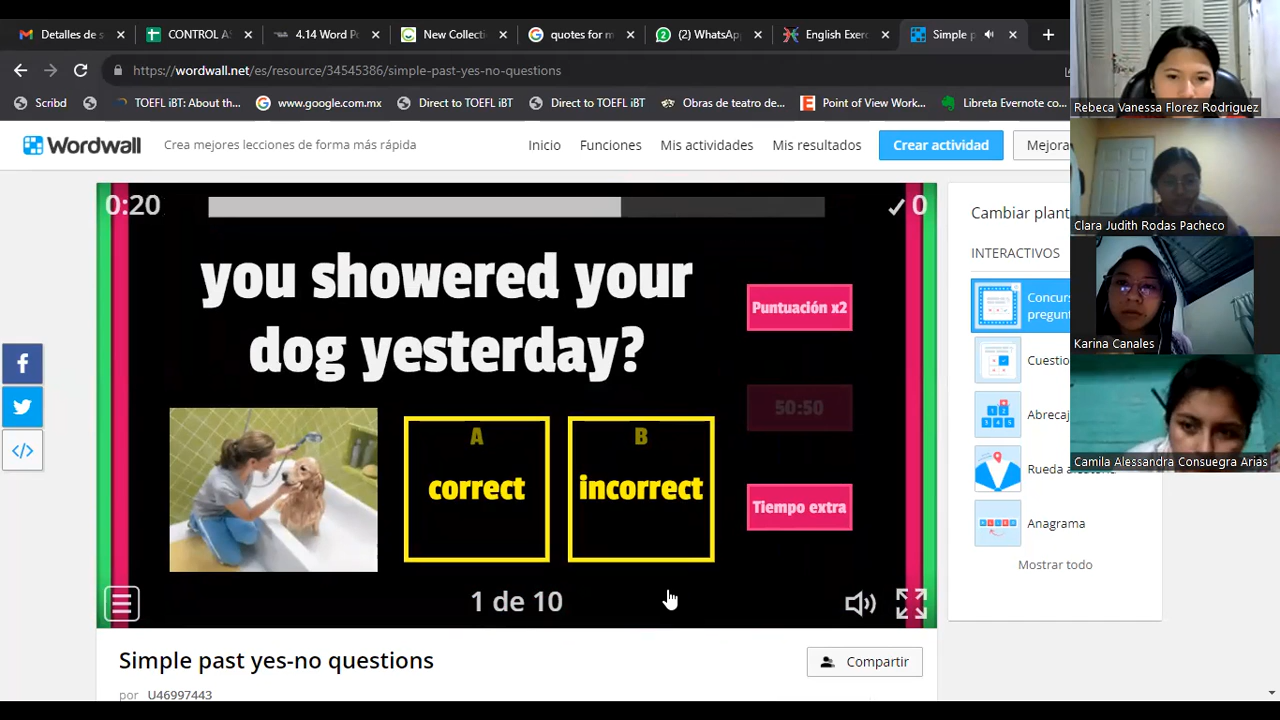 Detalles de s
CONTROL A
4.14 Word P
New Collect
quotes for m
(2) WhatsAp
English Exer
Simple p
https://wordwall.net/es/resource/34545386/simple-past-yes-no-questions
Scribd
TOEFL iBT: About th...
www.google.com.mx
Direct to TOEFL iBT
Direct to TOEFL iBT
Obras de teatro de...
Point of View Work...
Libreta Evernote co...
Wordwall
Crea mejores lecciones de forma más rápida
Inicio
Funciones
Mis actividades
Mis resultados
Crear actividad
Mejora
0:20
0
you showered your
dog yesterday?
Puntuación x2
50:50
Tiempo extra
A
correct
B
incorrect
1 de 10
Cambiar plant
INTERACTIVOS
Concurs
pregunt
Cuestio
Abrecaj
Rueda
Anagrama
Mostrar todo
Simple past yes-no questions
Compartir
por U46997443
Rebeca Vanessa Florez Rodriguez
Clara Judith Rodas Pacheco
Karina Canales
Camila Alessandra Consuegra Arias